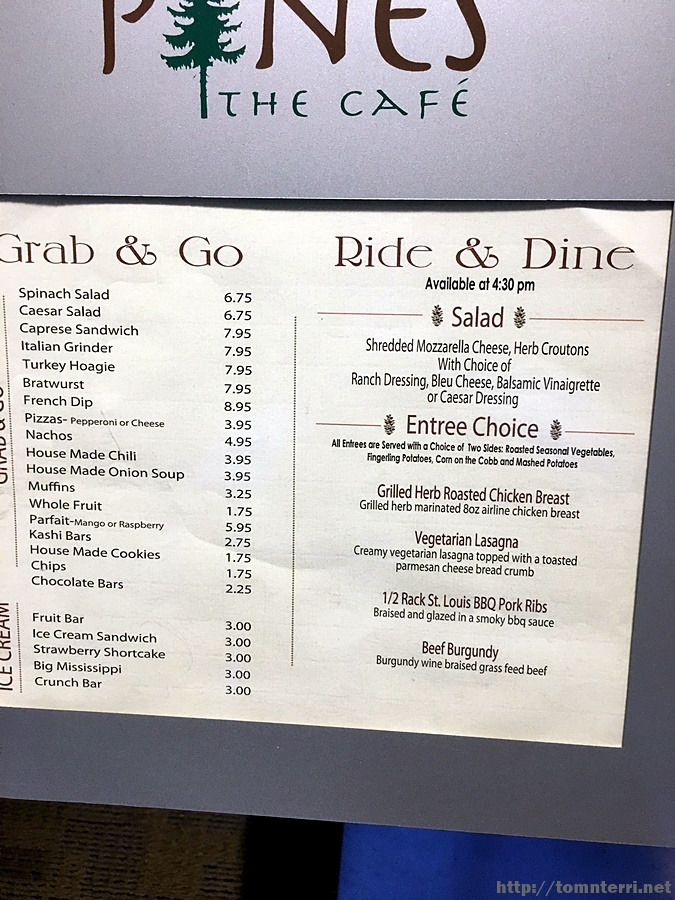 PINES
THE CAFÉ
Grab & Go
GRAB & GO
Spinach Salad 6.75
Caesar Salad 6.75
Caprese Sandwich 7.95
Italian Grinder 7.95
Turkey Hoagie 7.95
Bratwurst 7.95
French Dip 8.95
Pizzas- Pepperoni or Cheese 3.95
Nachos 4.95
House Made Chili 3.95
House Made Onion Soup 3.95
Muffins 3.25
Whole Fruit 1.75
Parfait-Mango or Raspberry 5.95
Kashi Bars 2.75
House Made Cookies 1.75
Chips 1.75
Chocolate Bars 2.25
ICE CREAM
Fruit Bar 3.00
Ice Cream Sandwich 3.00
Strawberry Shortcake 3.00
Big Mississippi 3.00
Crunch Bar 3.00
Ride & Dine
Available at 4:30 pm
Salad
Shredded Mozzarella Cheese, Herb Croutons
With Choice of
Ranch Dressing, Bleu Cheese, Balsamic Vinaigrette
or Caesar Dressing
Entree Choice
All Entrees are Served with a Choice of Two Sides: Roasted Seasonal Vegetables,
Fingerling Potatoes, Corn on the Cobb and Mashed Potatoes
Grilled Herb Roasted Chicken Breast
Grilled herb marinated 8oz airline chicken breast
Vegetarian Lasagna
Creamy vegetarian lasagna topped with a toasted
parmesan cheese bread crumb
1/2 Rack St. Louis BBQ Pork Ribs
Braised and glazed in a smoky bbq sauce
Beef Burgundy
Burgundy wine braised grass feed beef
http://tomnterri.net